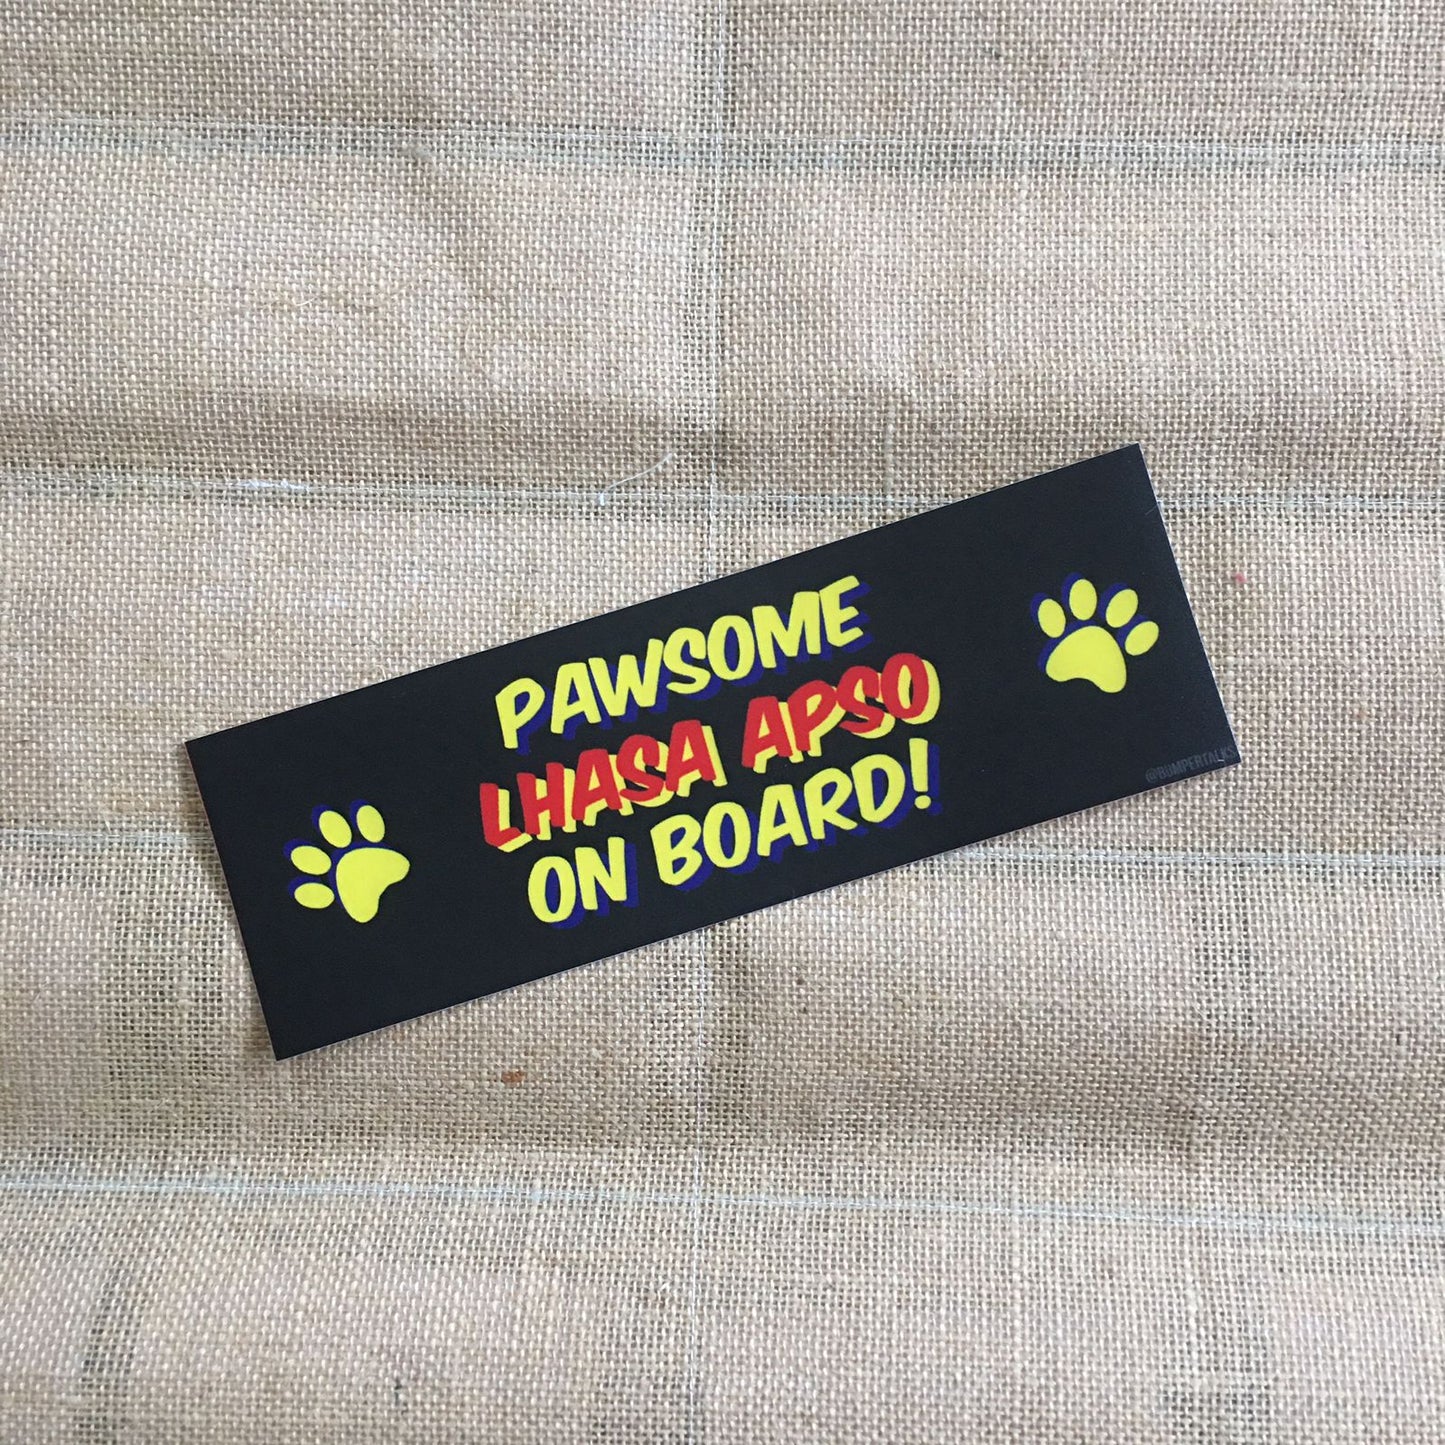 PAWSOME
LHASA APSO
ON BOARD!
@BUMPERTALKS